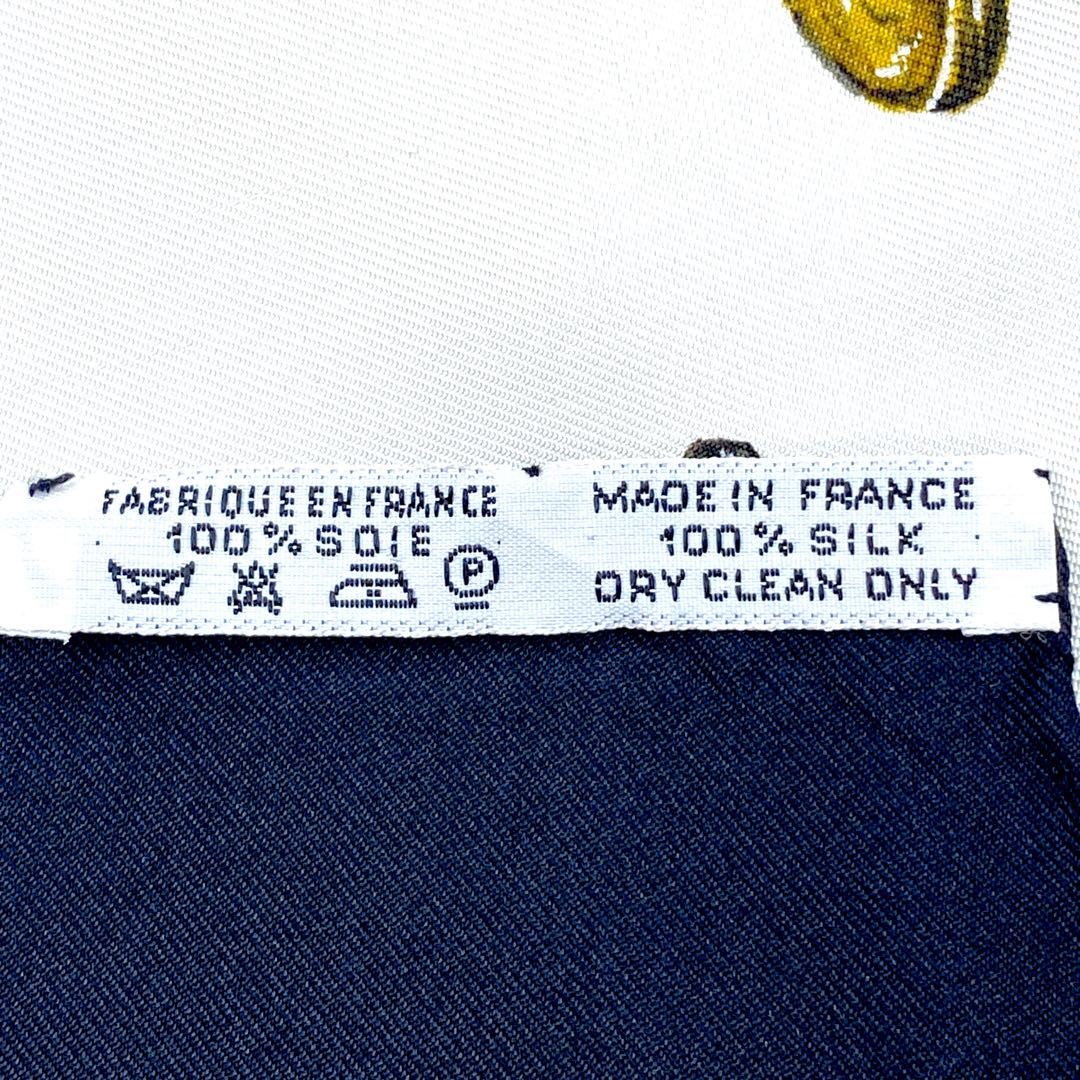 FABRIQUE EN FRANCE
100% SOIE
P
MADE IN FRANCE
100% SILK
DRY CLEAN ONLY